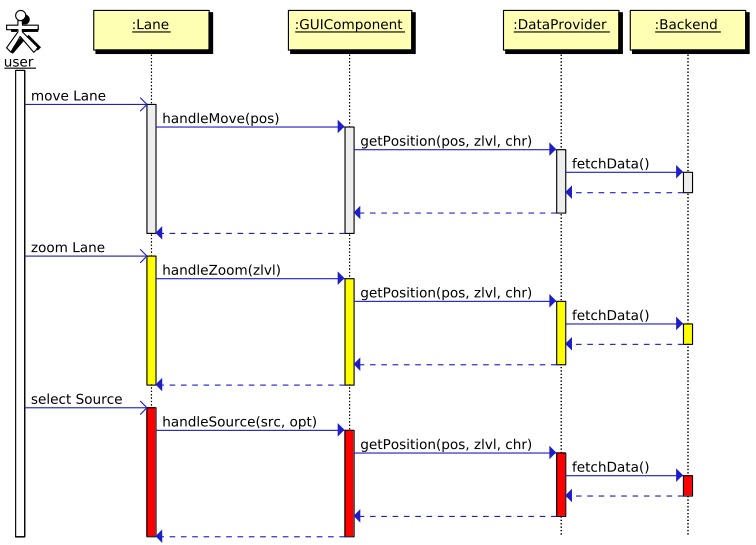 :Lane
:GUIComponent
:DataProvider
:Backend
user
move Lane
handleMove(pos)
getPosition(pos, zlvl, chr)
fetchData()
zoom Lane
handleZoom(zlvl)
getPosition(pos, zlvl, chr)
fetchData()
select Source
handleSource(src, opt)
getPosition(pos, zlvl, chr)
fetchData()